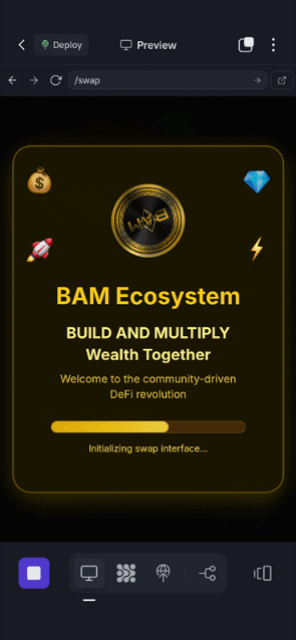 Deploy
Preview
/swap
BAM
BAM Ecosystem
BUILD AND MULTIPLY
Wealth Together
Welcome to the community-driven
DeFi revolution
Initializing swap interface...